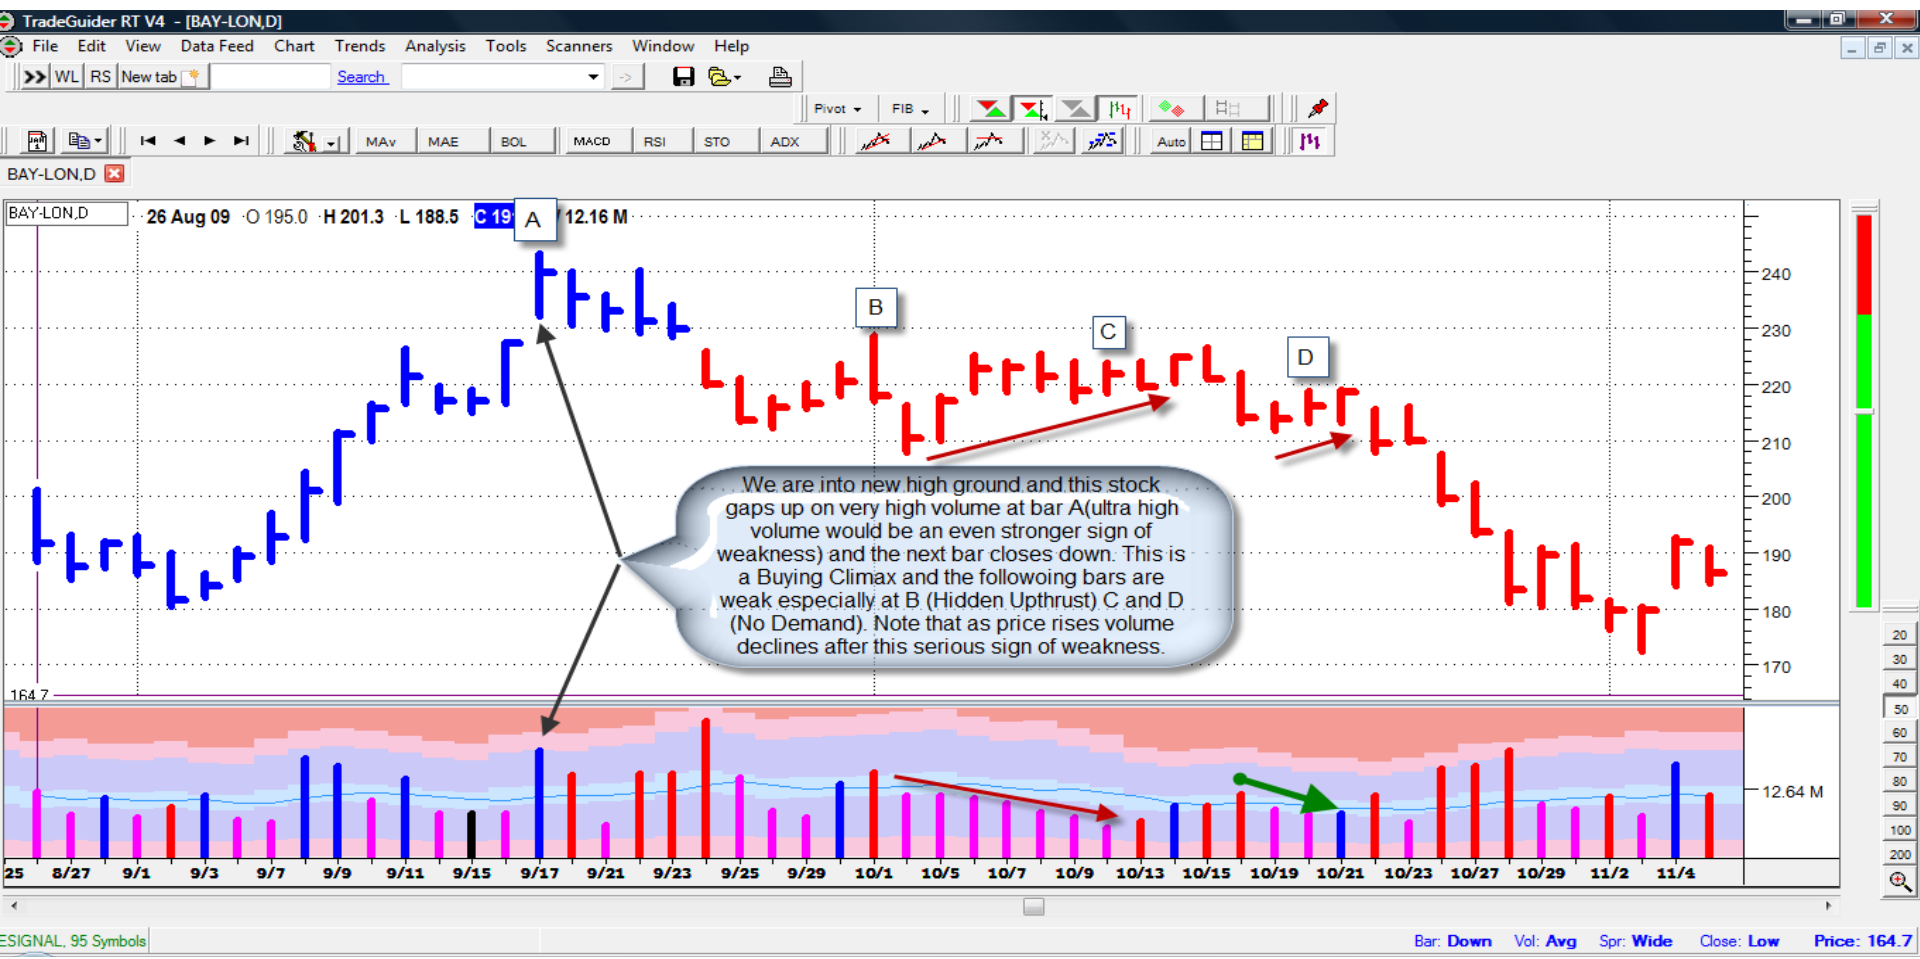 TradeGuider RT V4 - [BAY-LON,D]
File Edit View Data Feed Chart Trends Analysis Tools Scanners Window Help
>> WL RS New tab Search ->
Pivot FIB
MAv MAE BOL MACD RSI STO ADX Auto
BAY-LON,D
BAY-LON,D 26 Aug 09 O 195.0 H 201.3 L 188.5 C 19 12.16 M
A
B
C
D
240
230
220
210
200
190
180
170
We are into new high ground and this stock
gaps up on very high volume at bar A(ultra high
volume would be an even stronger sign of
weakness) and the next bar closes down. This is
a Buying Climax and the followoing bars are
weak especially at B (Hidden Upthrust) C and D
(No Demand). Note that as price rises volume
declines after this serious sign of weakness.
164.7
12.64 M
20
30
40
50
60
70
80
90
100
200
25 8/27 9/1 9/3 9/7 9/9 9/11 9/15 9/17 9/21 9/23 9/25 9/29 10/1 10/5 10/7 10/9 10/13 10/15 10/19 10/21 10/23 10/27 10/29 11/2 11/4
ESIGNAL, 95 Symbols
Bar: Down Vol: Avg Spr: Wide Close: Low Price: 164.7